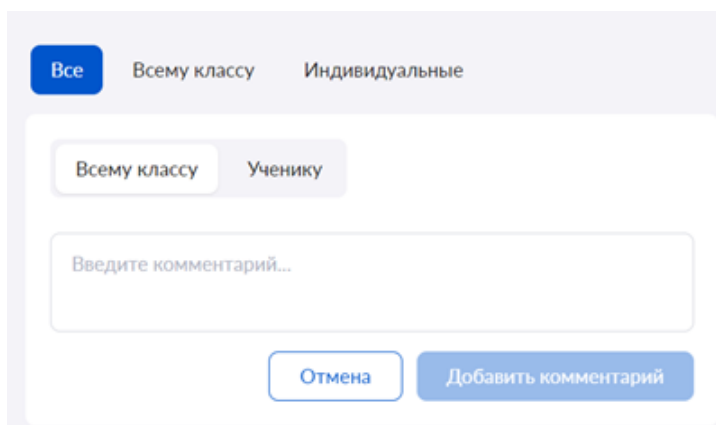 Все Всему классу Индивидуальные
Всему классу Ученику
Введите комментарий...
Отмена Добавить комментарий